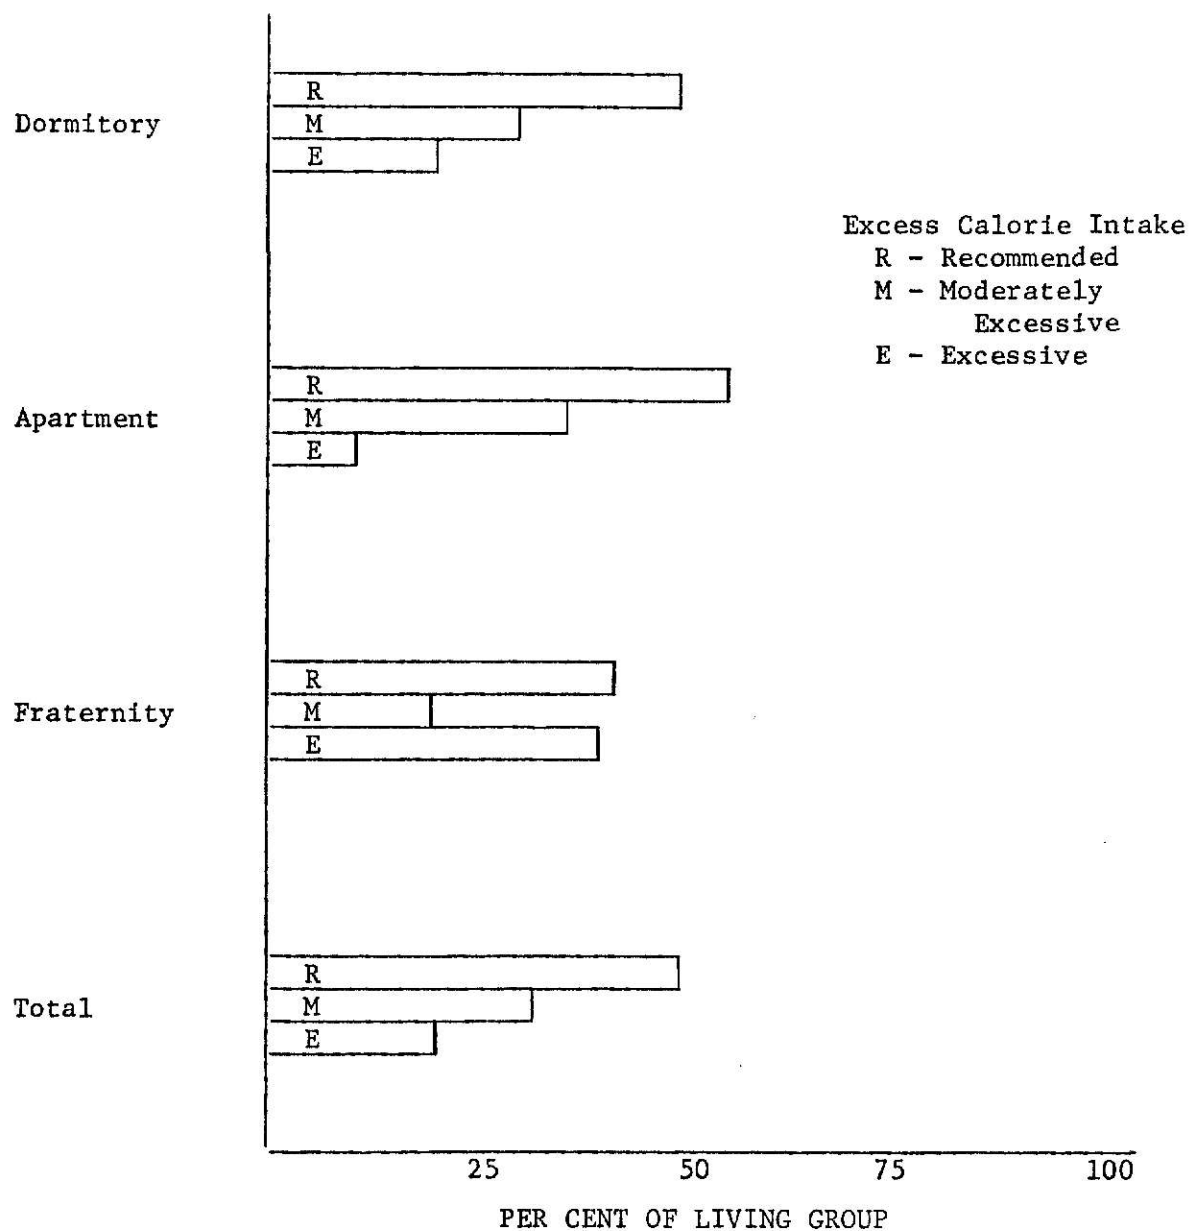 R
Dormitory M
E
Excess Calorie Intake
R - Recommended
M - Moderately
Excessive
E - Excessive
R
Apartment M
E
R
Fraternity M
E
R
Total M
E
25 50 75 100
PER CENT OF LIVING GROUP